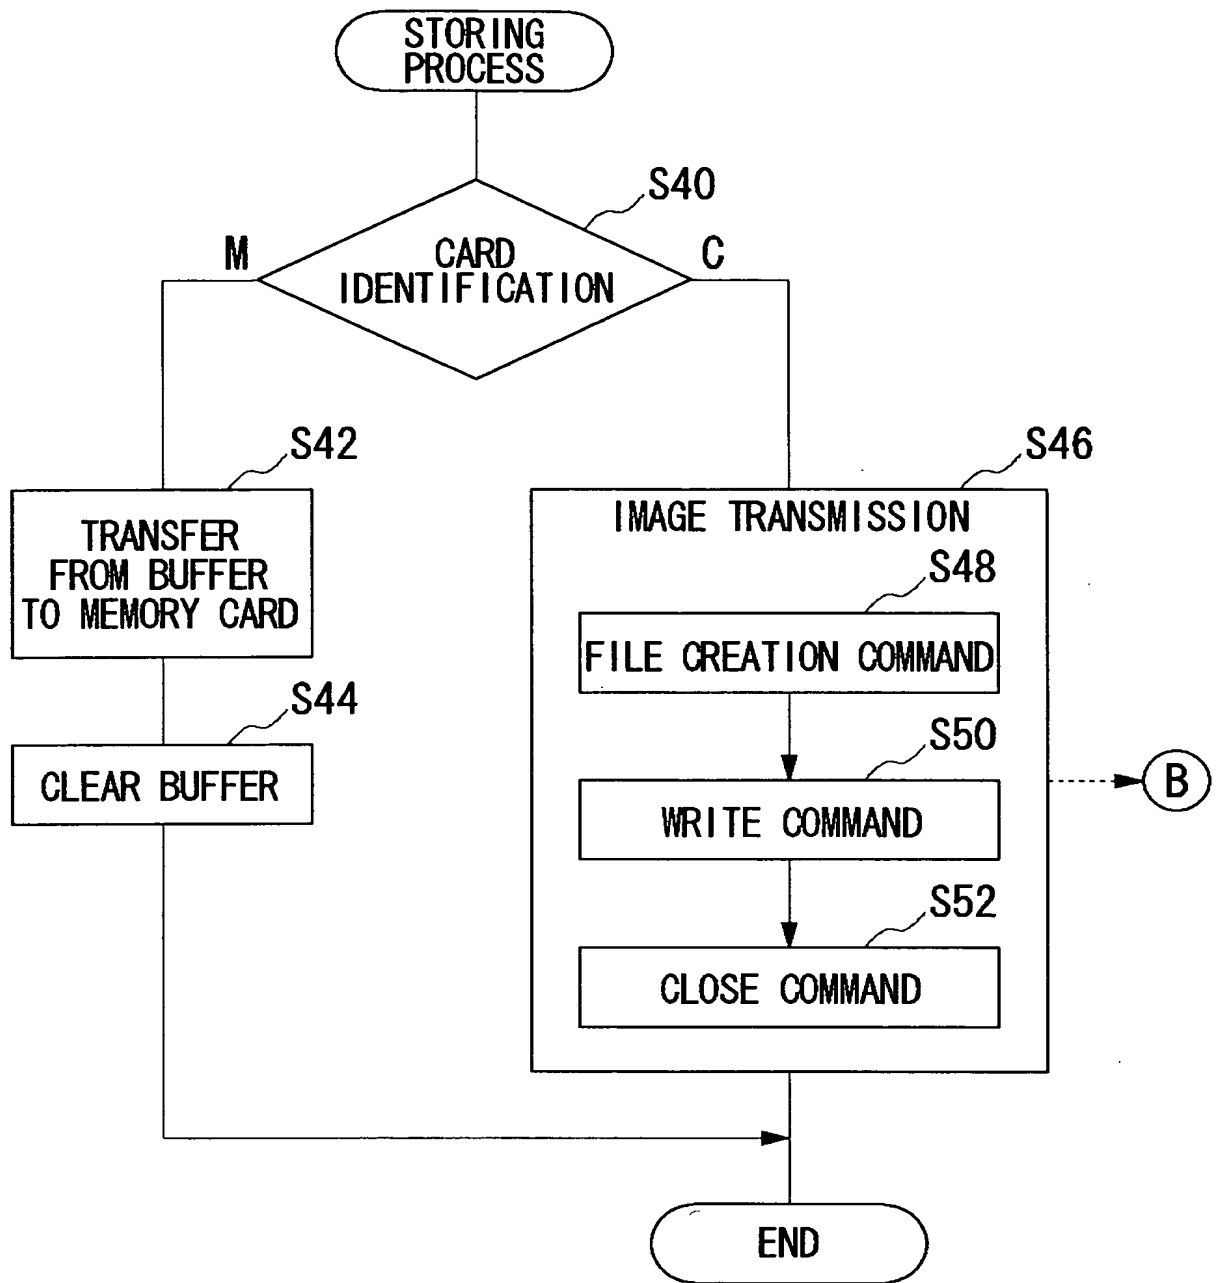 STORING
PROCESS
S40
M
CARD
IDENTIFICATION
C
S42
TRANSFER
FROM BUFFER
TO MEMORY CARD
S44
CLEAR BUFFER
S46
IMAGE TRANSMISSION
S48
FILE CREATION COMMAND
S50
WRITE COMMAND
B
S52
CLOSE COMMAND
END